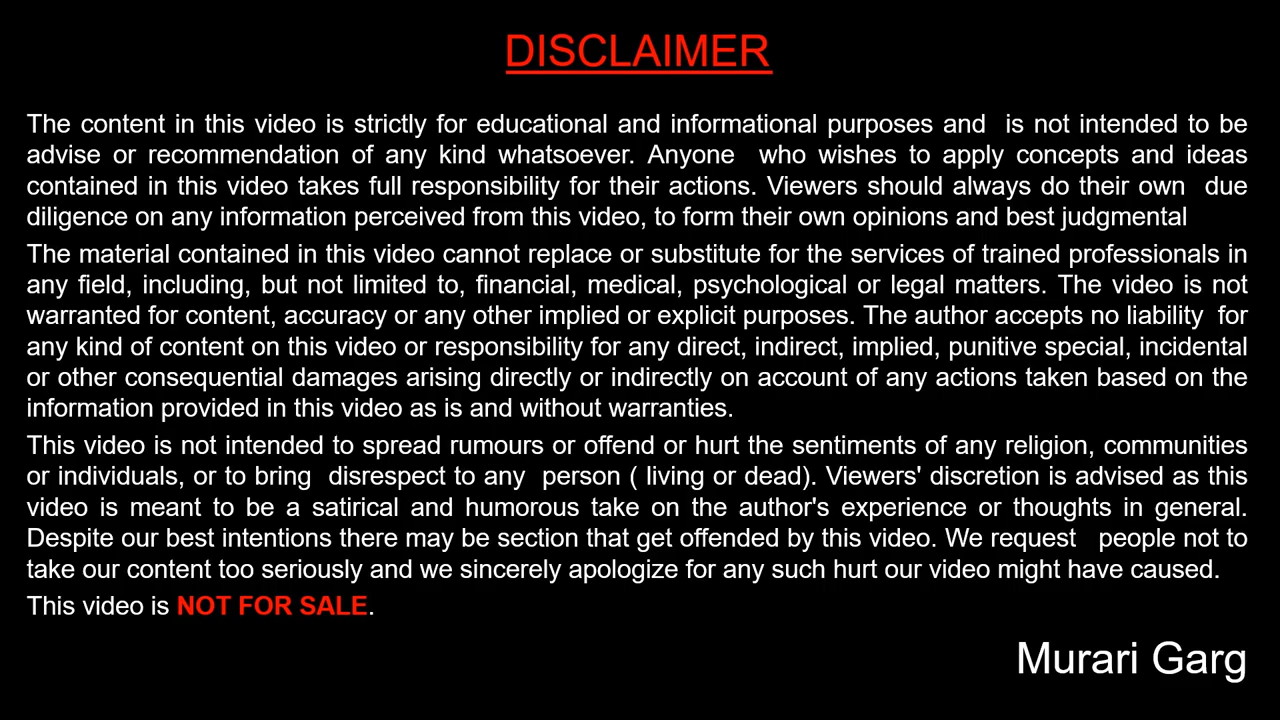 DISCLAIMER
The content in this video is strictly for educational and informational purposes and is not intended to be
advise or recommendation of any kind whatsoever. Anyone who wishes to apply concepts and ideas
contained in this video takes full responsibility for their actions. Viewers should always do their own due
diligence on any information perceived from this video, to form their own opinions and best judgmental
The material contained in this video cannot replace or substitute for the services of trained professionals in
any field, including, but not limited to, financial, medical, psychological or legal matters. The video is not
warranted for content, accuracy or any other implied or explicit purposes. The author accepts no liability for
any kind of content on this video or responsibility for any direct, indirect, implied, punitive special, incidental
or other consequential damages arising directly or indirectly on account of any actions taken based on the
information provided in this video as is and without warranties.
This video is not intended to spread rumours or offend or hurt the sentiments of any religion, communities
or individuals, or to bring disrespect to any person ( living or dead). Viewers' discretion is advised as this
video is meant to be a satirical and humorous take on the author's experience or thoughts in general.
Despite our best intentions there may be section that get offended by this video. We request people not to
take our content too seriously and we sincerely apologize for any such hurt our video might have caused.
This video is NOT FOR SALE.
Murari Garg